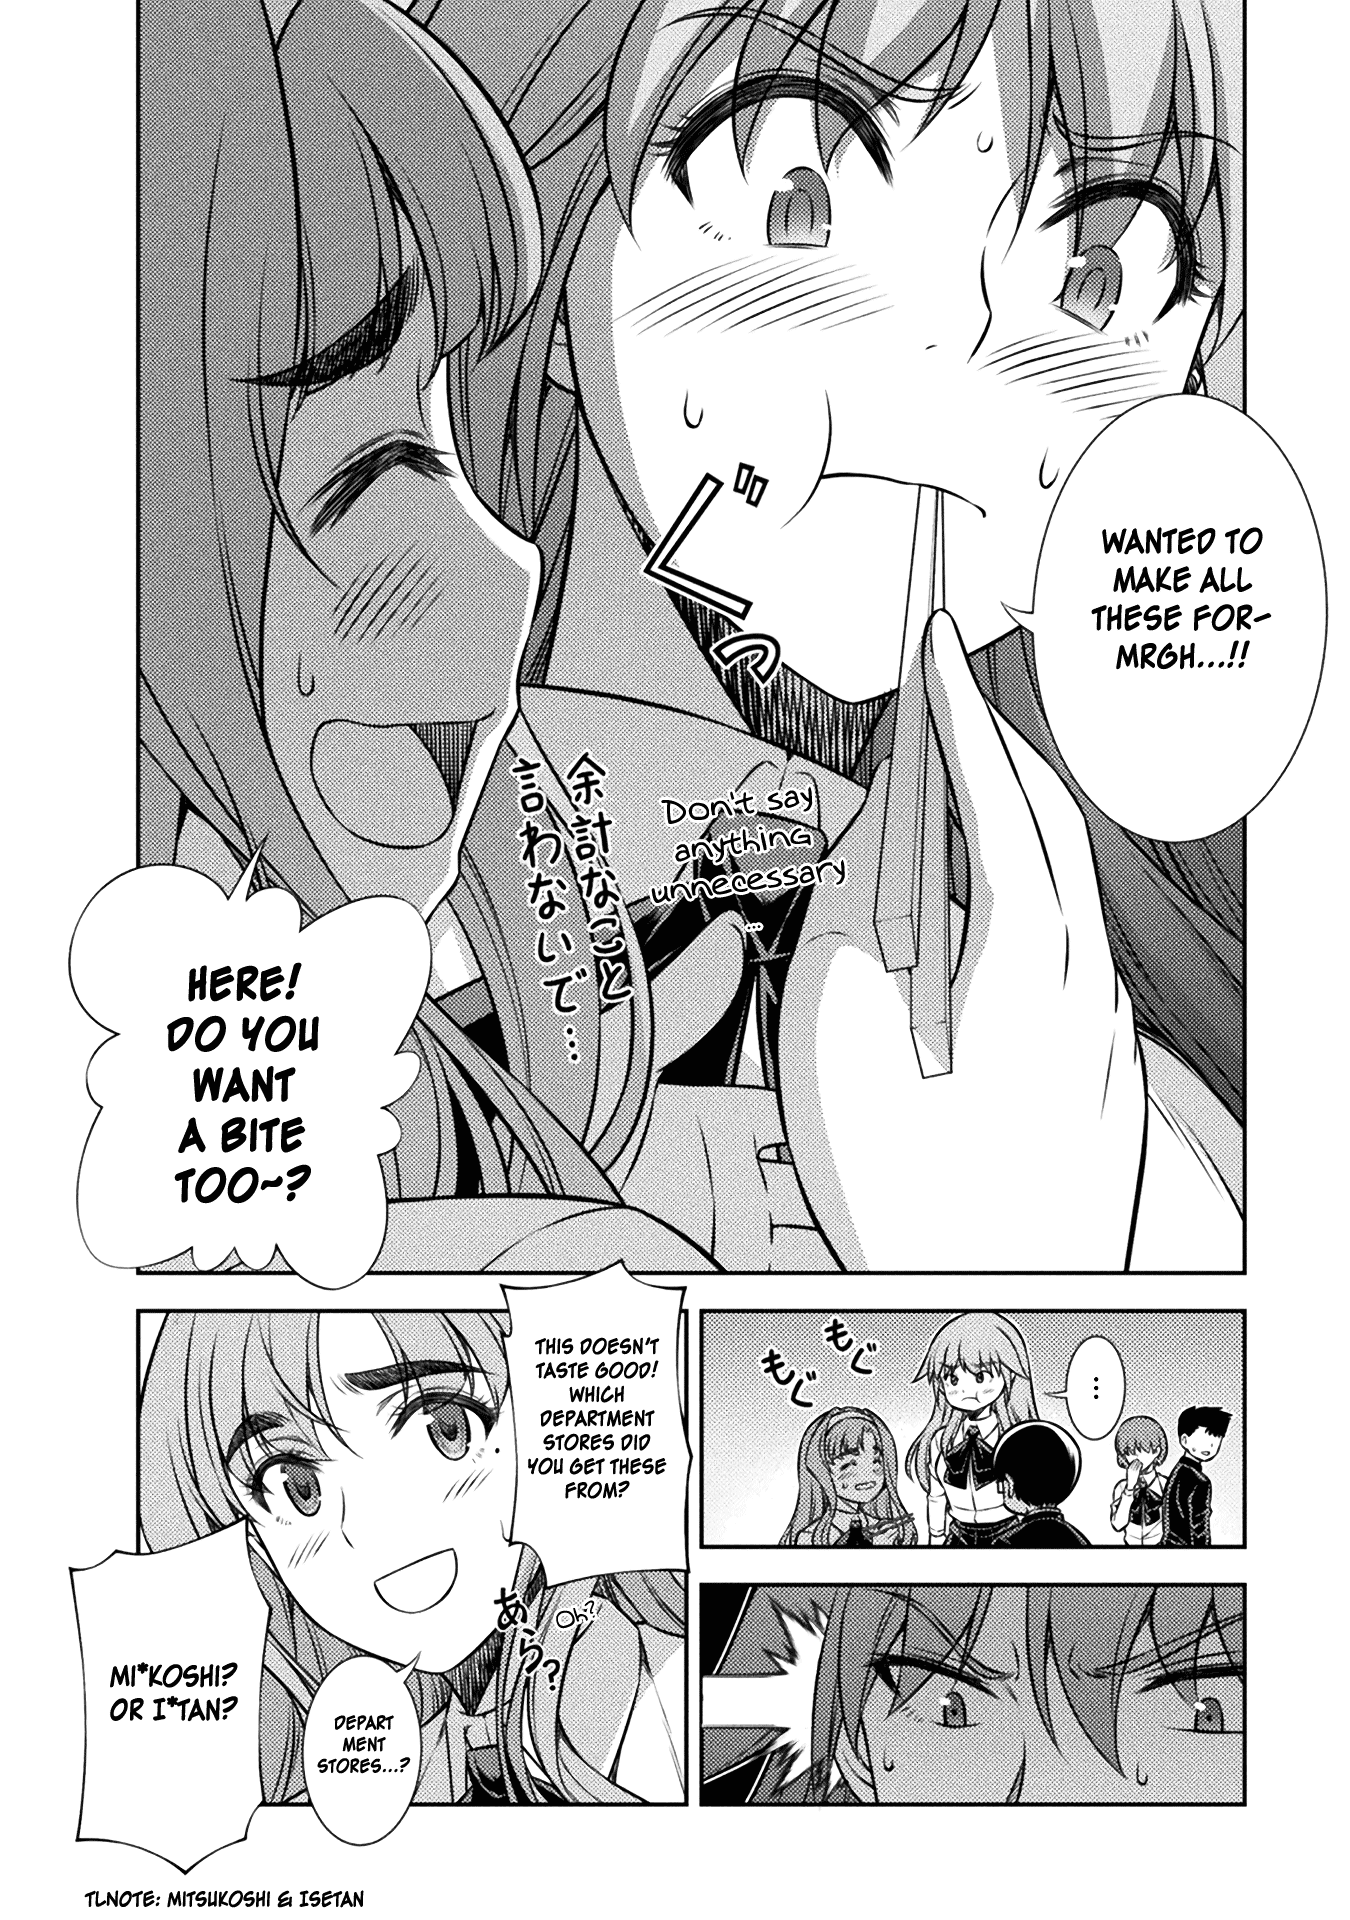 WANTED TO
MAKE ALL
THESE FOR-
MRGH...!!
ぐ
くっ
Don't say
anything
unnecessary
...
余計なこと
言わないで…
HERE!
DO YOU
WANT
A BITE
TOO~?
もぐ
もぐ
...
THIS DOESN'T
TASTE GOOD!
WHICH
DEPARTMENT
STORES DID
YOU GET THESE
FROM?
Oh?
あら?
DEPART
MENT
STORES...?
MI*KOSHI?
OR I*TAN?
TLNOTE: MITSUKOSHI & ISETAN